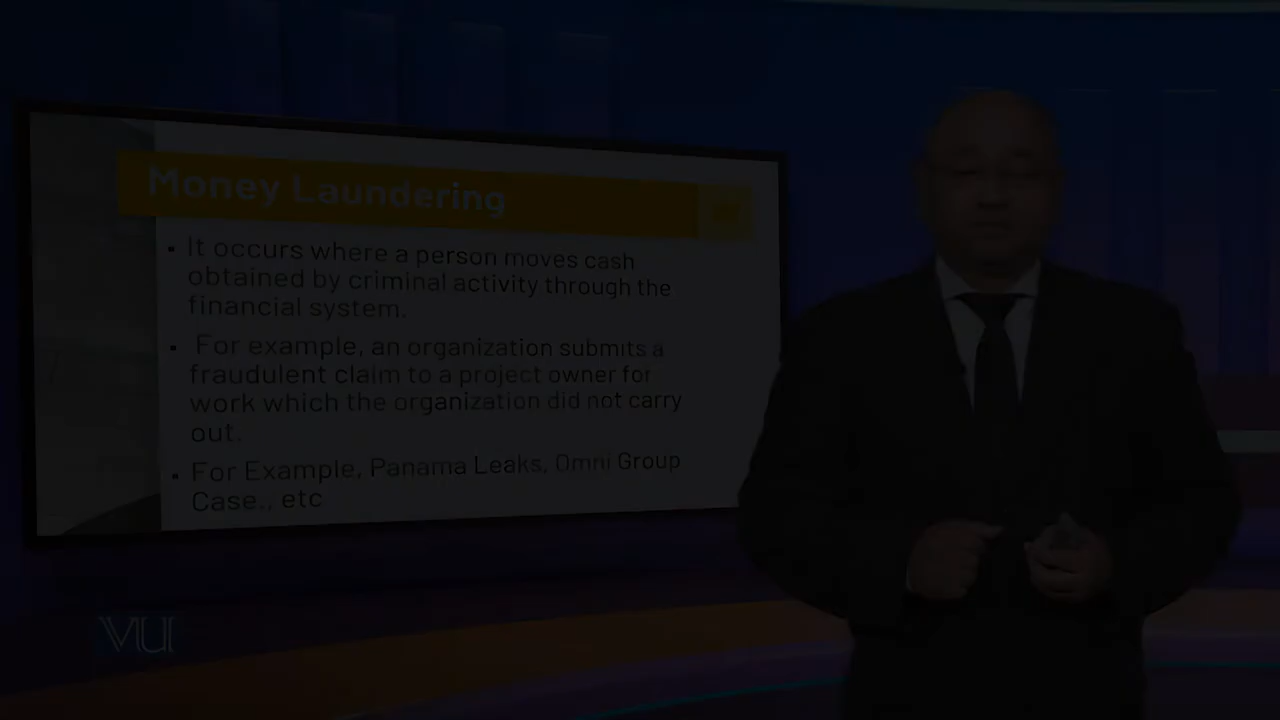 Money Laundering
▪ It occurs where a person moves cash
obtained by criminal activity through the
financial system.
▪ For example, an organization submits a
fraudulent claim to a project owner for
work which the organization did not carry
out.
▪ For Example, Panama Leaks, Omni Group
Case., etc
VU